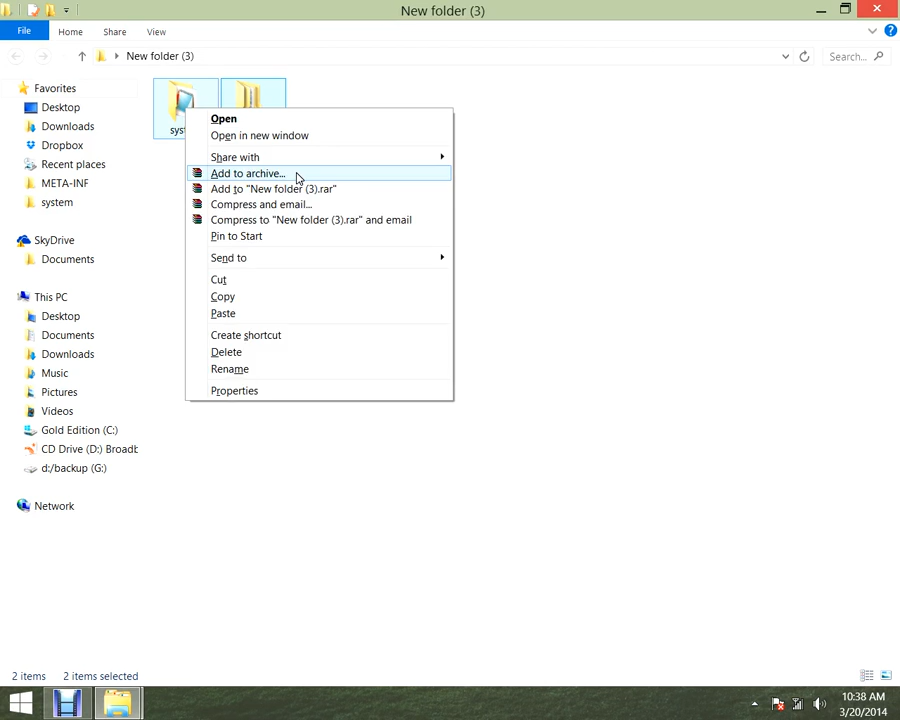 New folder (3)
File
Home
Share
View
New folder (3)
Search...
Favorites
Desktop
Downloads
Dropbox
Recent places
META-INF
system
SkyDrive
Documents
This PC
Desktop
Documents
Downloads
Music
Pictures
Videos
Gold Edition (C:)
CD Drive (D:) Broadb
d:/backup (G:)
Network
Open
Open in new window
Share with
Add to archive...
Add to "New folder (3).rar"
Compress and email...
Compress to "New folder (3).rar" and email
Pin to Start
Send to
Cut
Copy
Paste
Create shortcut
Delete
Rename
Properties
2 items
2 items selected
10:38 AM
3/20/2014